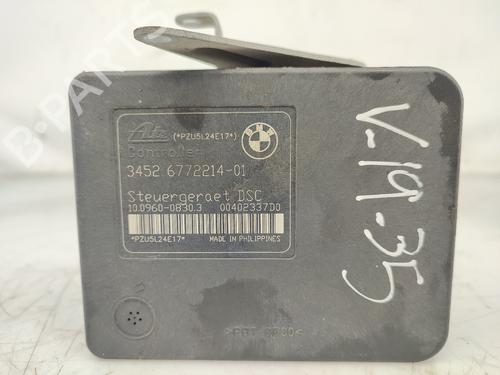 Ate (*PZU5L24E17*)
BMW
Controller
3452 6772214-01
Steuergeraet DSC
10.0960-0830.3 00402337D0
*PZU5L24E17* MADE IN PHILIPPINES
V-19.35
B-PARTS